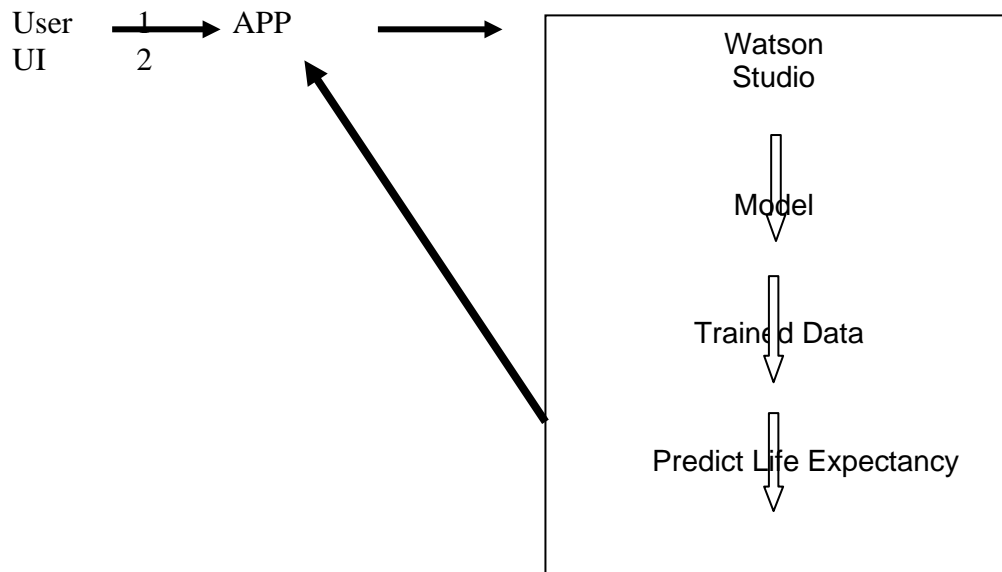 User 1 APP
UI 2
Watson
Studio
Model
Trained Data
Predict Life Expectancy